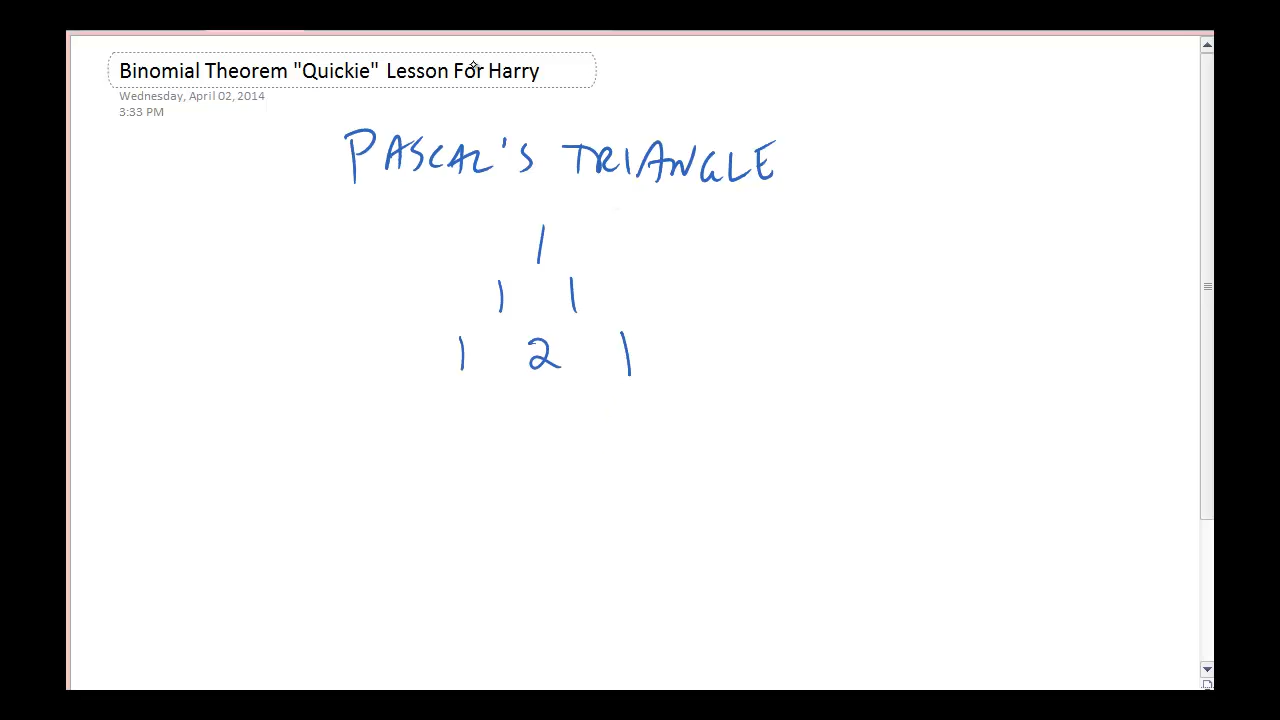 Binomial Theorem "Quickie" Lesson For Harry
Wednesday, April 02, 2014
3:33 PM
PASCAL'S TRIANGLE
1
1 1
1 2 1